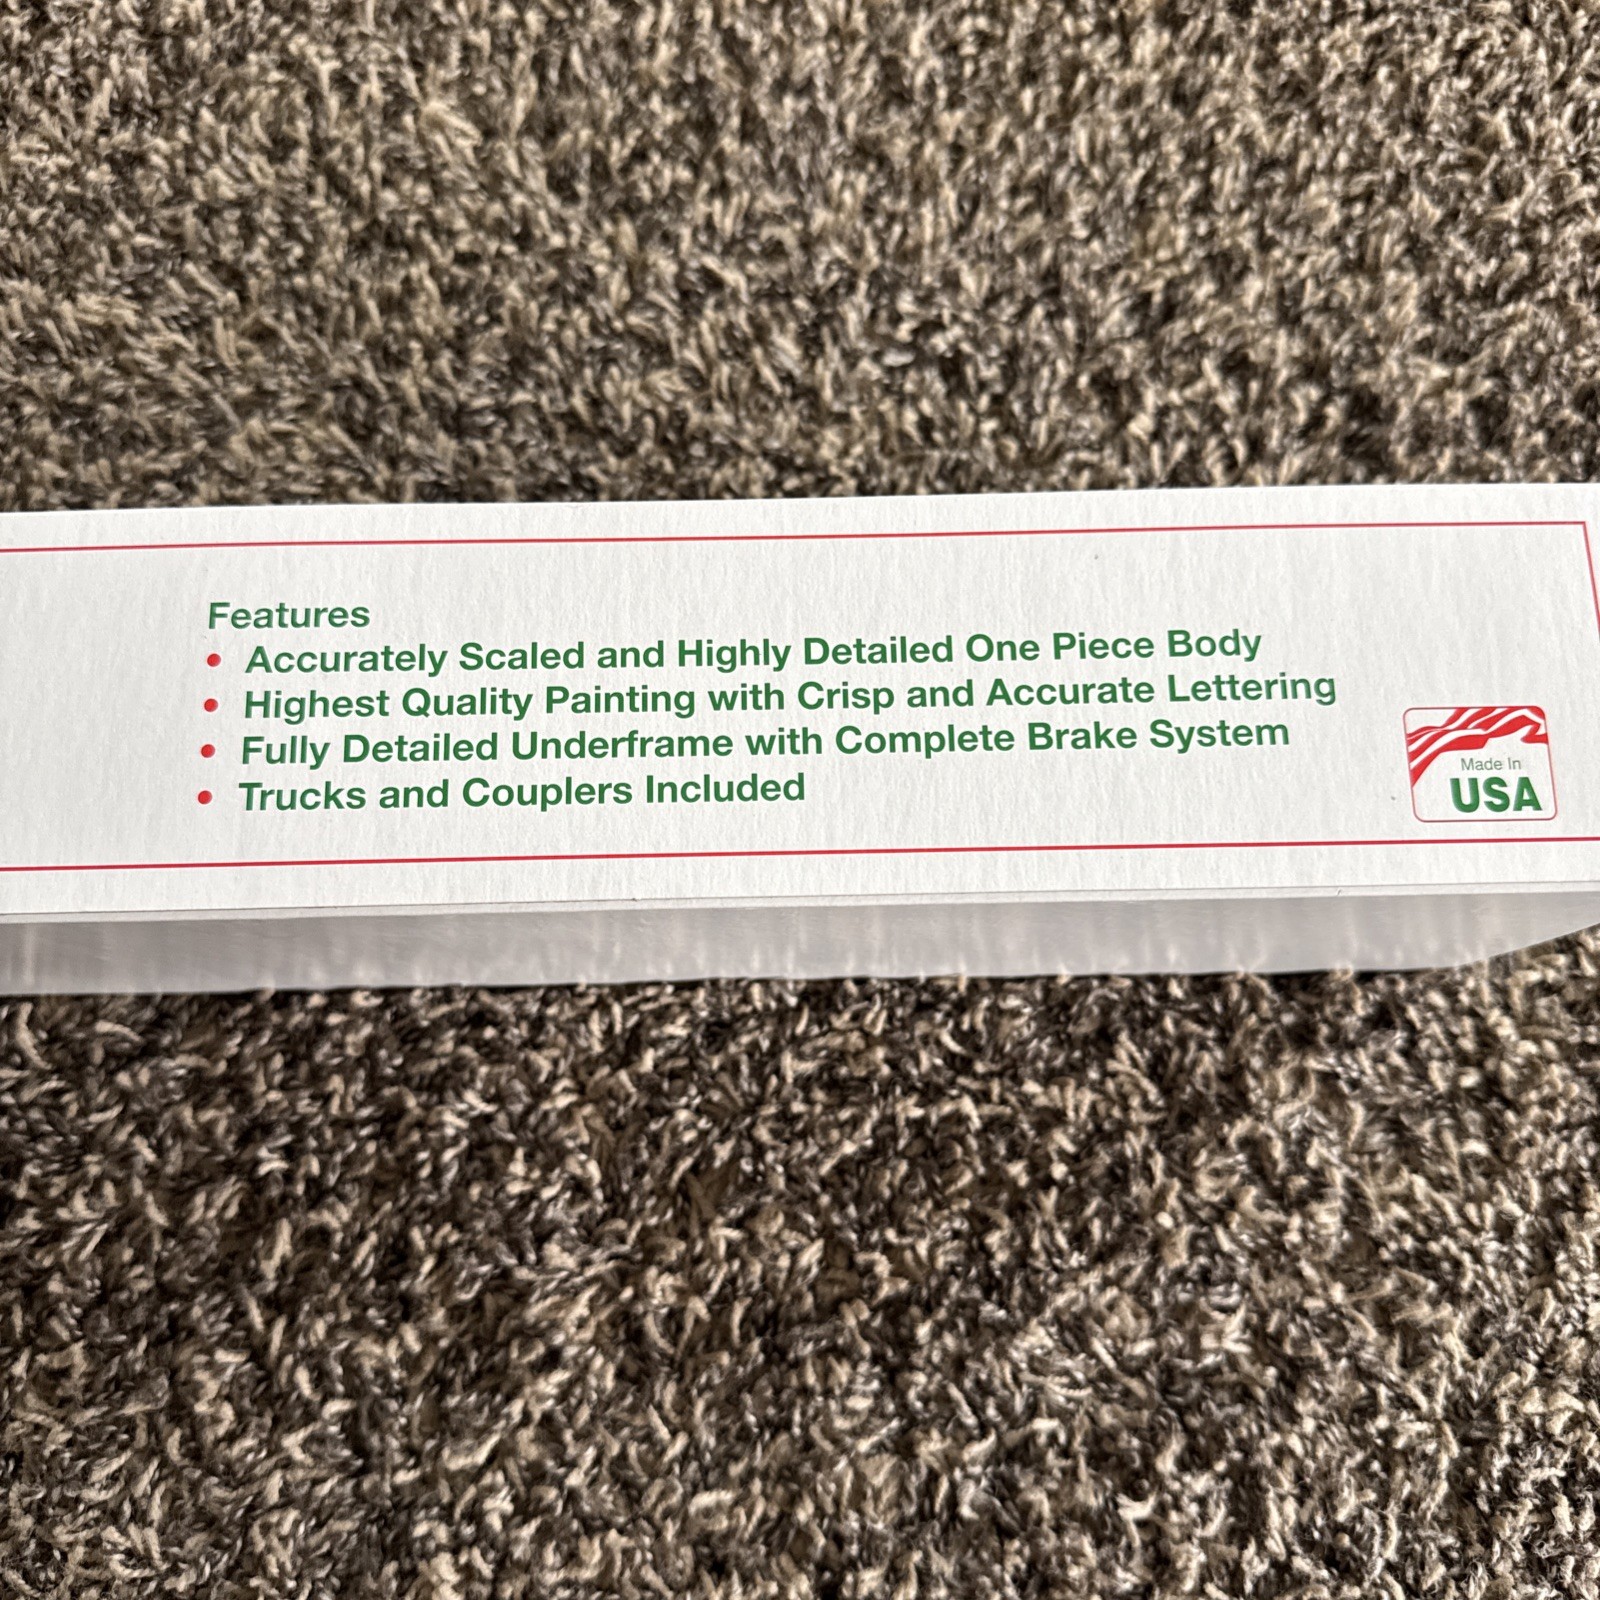 Features
• Accurately Scaled and Highly Detailed One Piece Body
• Highest Quality Painting with Crisp and Accurate Lettering
• Fully Detailed Underframe with Complete Brake System
• Trucks and Couplers Included
Made In
USA